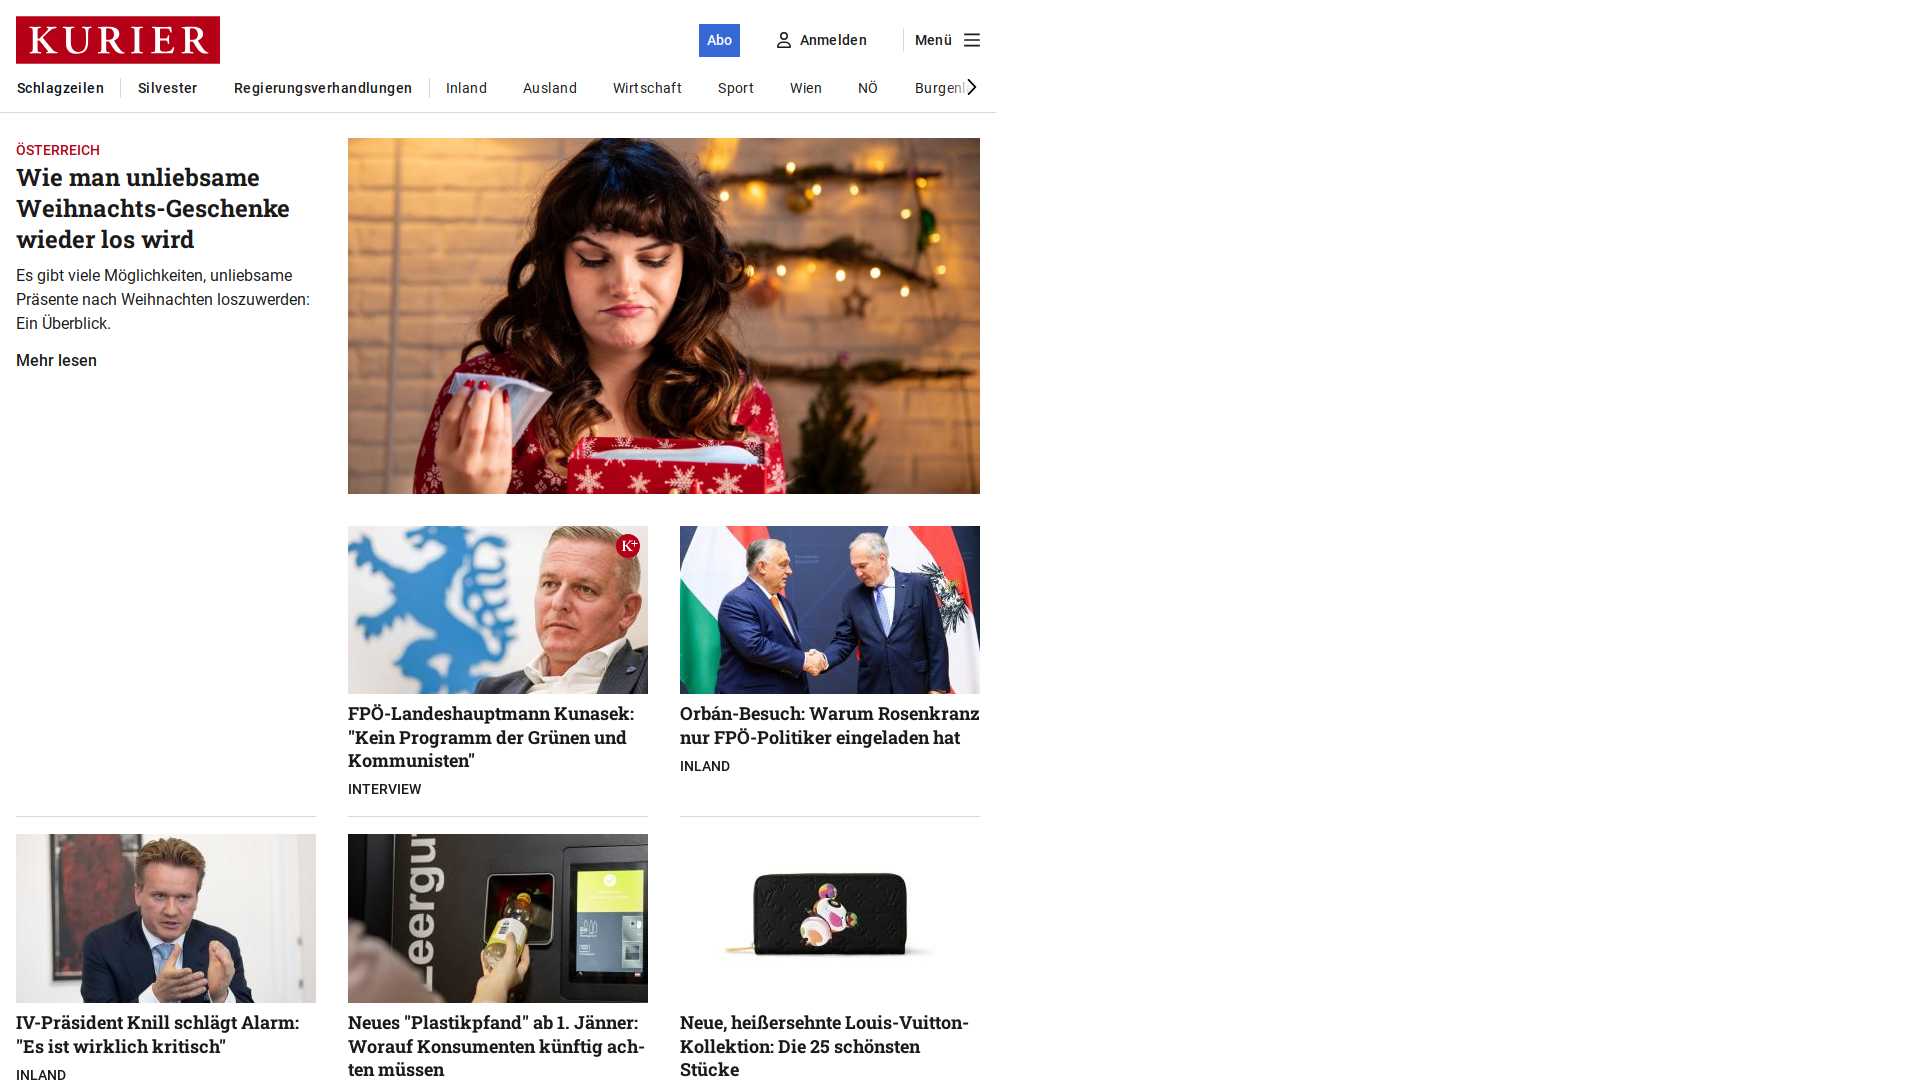 KURIER
Abo
Anmelden
Menü
Schlagzeilen
Silvester
Regierungsverhandlungen
Inland
Ausland
Wirtschaft
Sport
Wien
NÖ
Burgenl
ÖSTERREICH
Wie man unliebsame
Weihnachts-Geschenke
wieder los wird
Es gibt viele Möglichkeiten, unliebsame
Präsente nach Weihnachten loszuwerden:
Ein Überblick.
Mehr lesen
K+
FPÖ-Landeshauptmann Kunasek:
"Kein Programm der Grünen und
Kommunisten"
INTERVIEW
Orbán-Besuch: Warum Rosenkranz
nur FPÖ-Politiker eingeladen hat
INLAND
IV-Präsident Knill schlägt Alarm:
"Es ist wirklich kritisch"
INLAND
Leergu
Neues "Plastikpfand" ab 1. Jänner:
Worauf Konsumenten künftig ach-
ten müssen
Neue, heißersehnte Louis-Vuitton-
Kollektion: Die 25 schönsten
Stücke